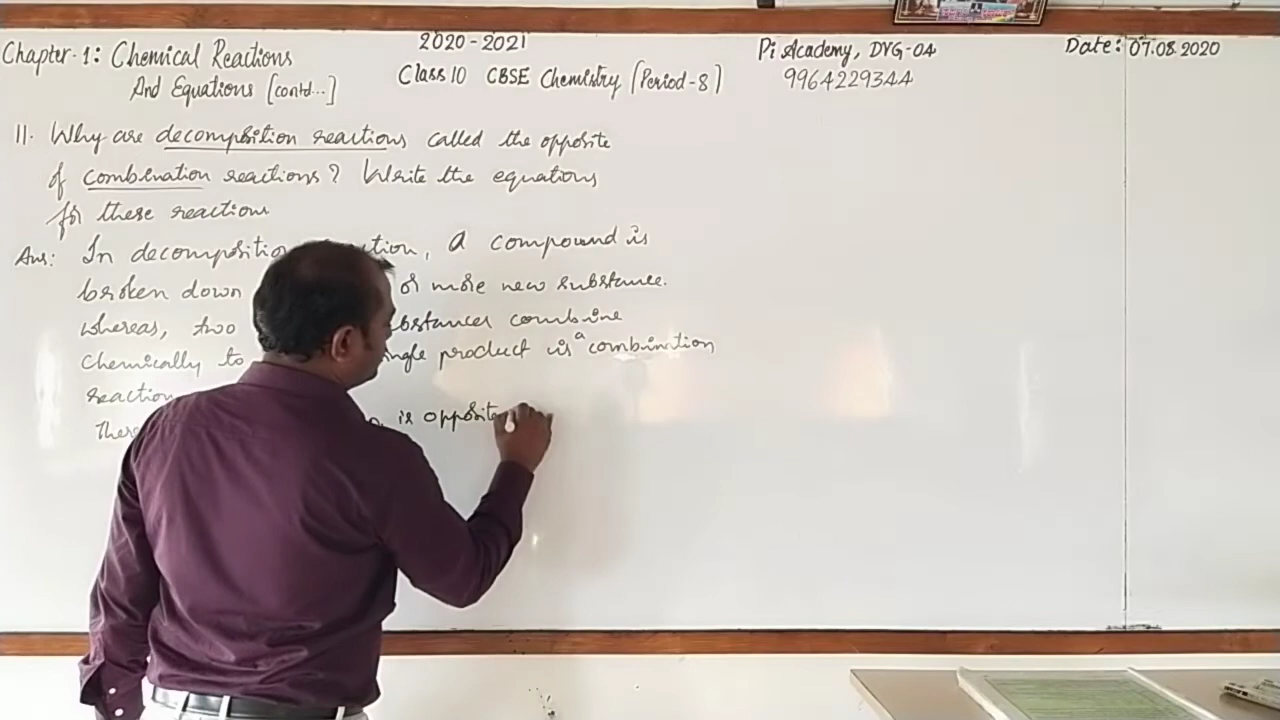 Chapter-1: Chemical Reactions
And Equations [contd...]
2020-2021
Class 10 CBSE Chemistry [Period-8]
Pi Academy, DVG-04
9964229344
Date: 07.08.2020
11. Why are decomposition reactions called the opposite
of combination reactions? Write the equations
for these reactions
Ans: In decomposition, a compound is
broken down or more new substance.
whereas, two substances combine
Chemically to single product is a combination
reaction
is opposite